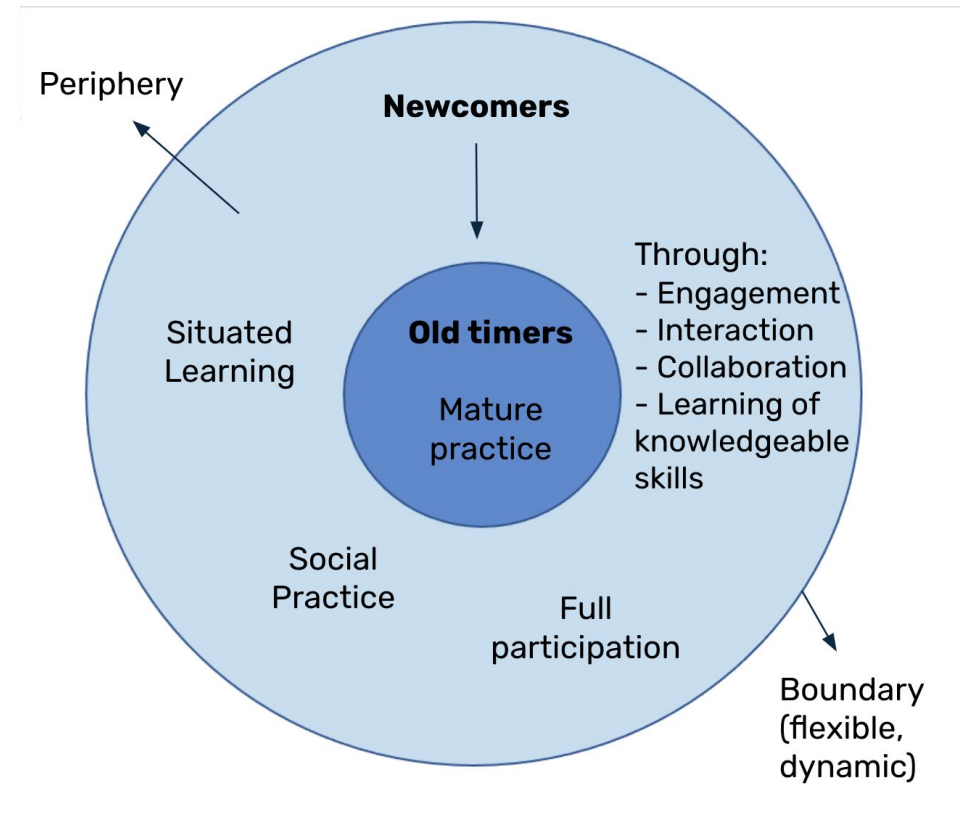 Periphery
Newcomers
Through:
- Engagement
- Interaction
- Collaboration
- Learning of
knowledgeable
skills
Situated
Learning
Old timers
Mature
practice
Social
Practice
Full
participation
Boundary
(flexible,
dynamic)